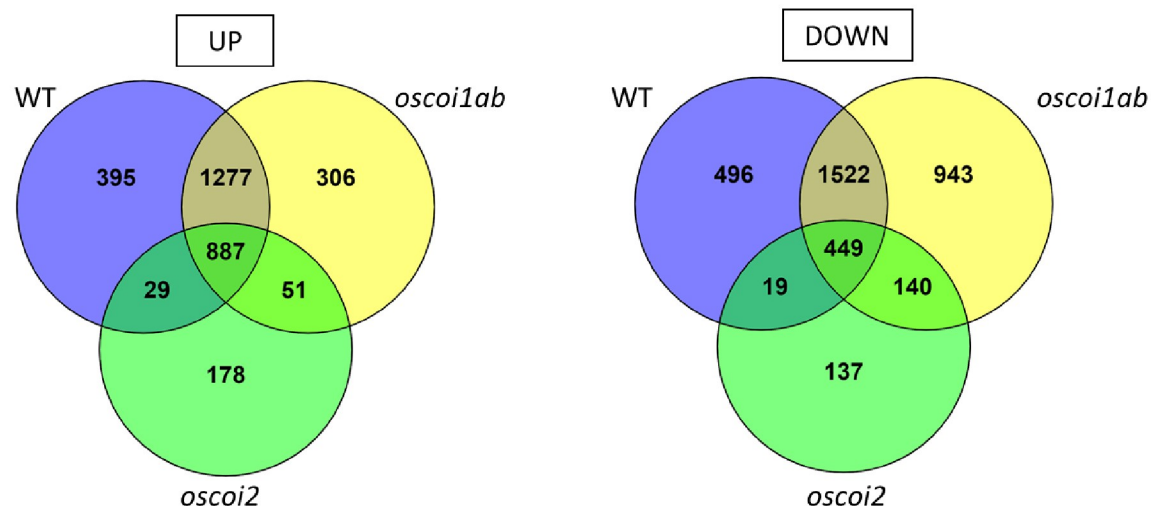 UP
WT
oscoi1ab
395
1277
306
887
29
51
178
oscoi2
DOWN
WT
oscoi1ab
496
1522
943
449
19
140
137
oscoi2